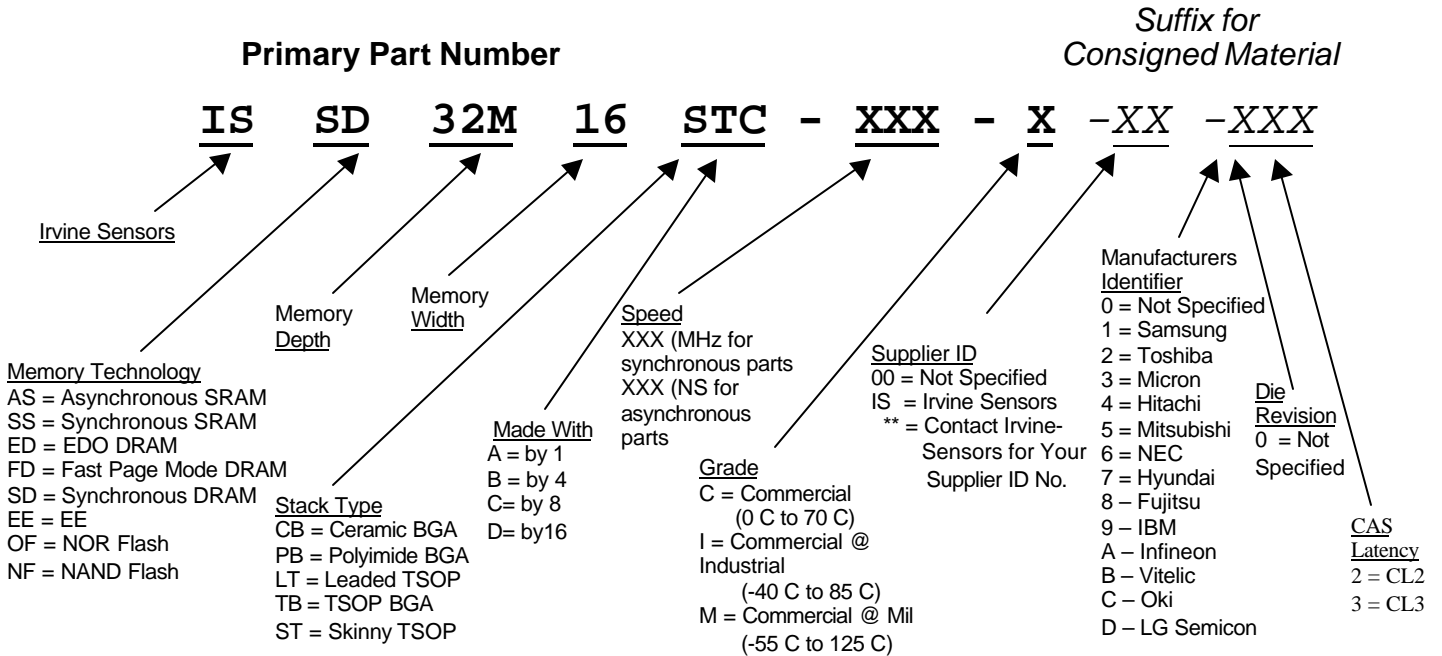 Primary Part Number
Suffix for
Consigned Material
IS SD 32M 16 STC - XXX - X -XX -XXX
Irvine Sensors
Memory Technology
AS = Asynchronous SRAM
SS = Synchronous SRAM
ED = EDO DRAM
FD = Fast Page Mode DRAM
SD = Synchronous DRAM
EE = EE
OF = NOR Flash
NF = NAND Flash
Memory
Depth
Memory
Width
Stack Type
CB = Ceramic BGA
PB = Polyimide BGA
LT = Leaded TSOP
TB = TSOP BGA
ST = Skinny TSOP
Made With
A = by 1
B = by 4
C= by 8
D= by16
Speed
XXX (MHz for
synchronous parts
XXX (NS for
asynchronous
parts
Grade
C = Commercial
(0 C to 70 C)
I = Commercial @
Industrial
(-40 C to 85 C)
M = Commercial @ Mil
(-55 C to 125 C)
Supplier ID
00 = Not Specified
IS = Irvine Sensors
** = Contact Irvine-
Sensors for Your
Supplier ID No.
Manufacturers
Identifier
0 = Not Specified
1 = Samsung
2 = Toshiba
3 = Micron
4 = Hitachi
5 = Mitsubishi
6 = NEC
7 = Hyundai
8 – Fujitsu
9 – IBM
A – Infineon
B – Vitelic
C – Oki
D – LG Semicon
Die
Revision
0 = Not
Specified
CAS
Latency
2 = CL2
3 = CL3